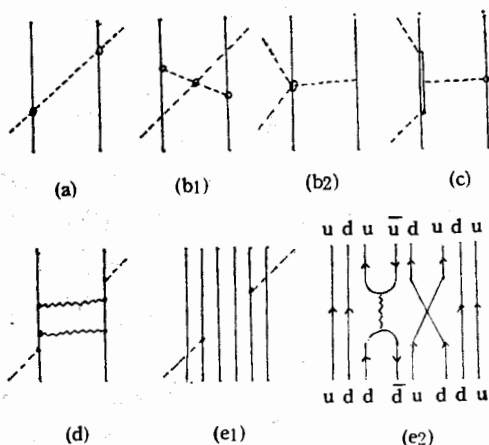 (a) (b1) (b2) (c)
u d u u̅ d u d u
u d d d̅ u d d u
(d) (e1) (e2)